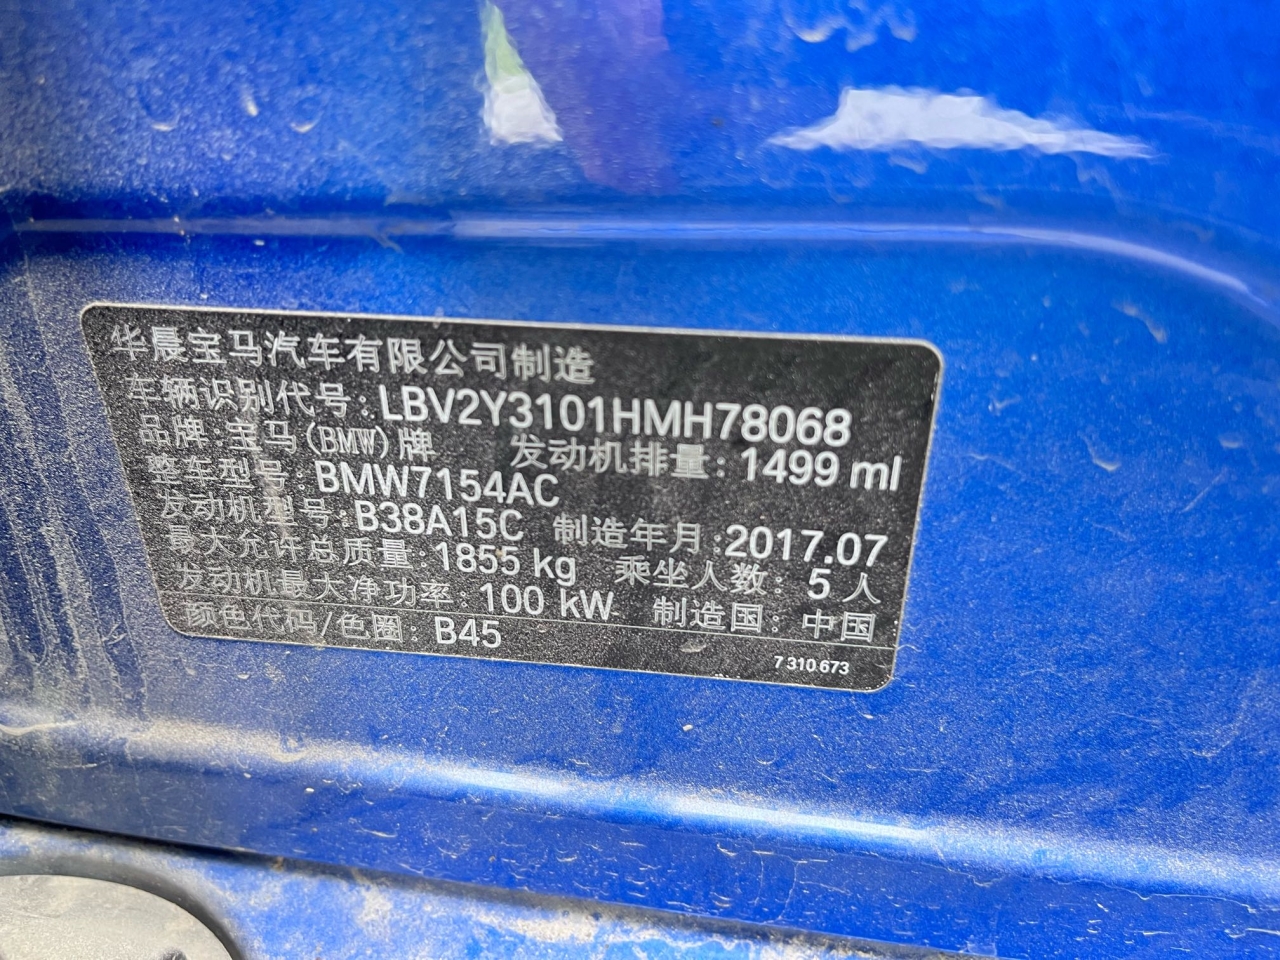 华晨宝马汽车有限公司制造
车辆识别代号:LBV2Y3101HMH78068
品牌:宝马(BMW)牌 发动机排量:1499 ml
整车型号:BMW7154AC
发动机型号:B38A15C 制造年月:2017.07
最大允许总质量:1855 kg 乘坐人数:5人
发动机最大净功率:100 kW 制造国:中国
颜色代码/色圈:B45
7 310 673